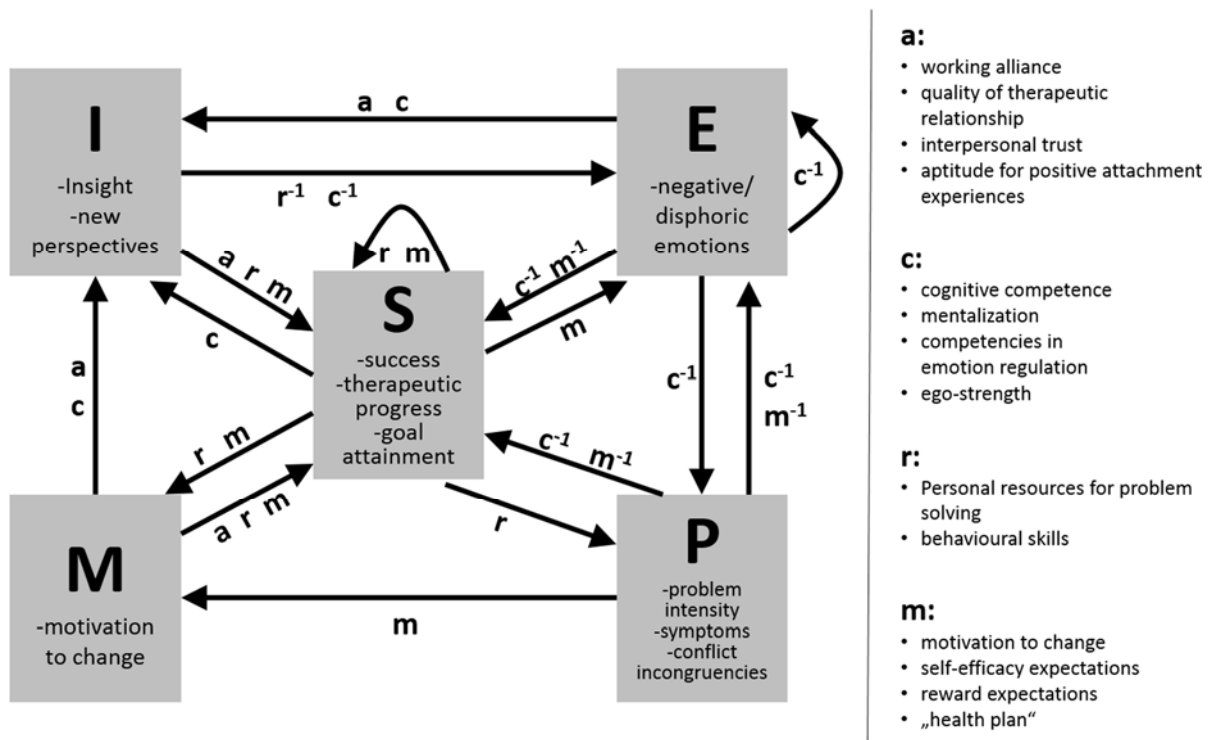 I
-Insight
-new
perspectives
a c
r⁻¹ c⁻¹
E
-negative/
disphoric
emotions
c⁻¹
r m
a r m
c
c⁻¹ m⁻¹
m
S
-success
-therapeutic
progress
-goal
attainment
a
c
r m
a r m
c⁻¹
c⁻¹
m⁻¹
c⁻¹ m⁻¹
r
M
-motivation
to change
m
P
-problem
intensity
-symptoms
-conflict
incongruencies
a:
• working alliance
• quality of therapeutic
relationship
• interpersonal trust
• aptitude for positive attachment
experiences
c:
• cognitive competence
• mentalization
• competencies in
emotion regulation
• ego-strength
r:
• Personal resources for problem
solving
• behavioural skills
m:
• motivation to change
• self-efficacy expectations
• reward expectations
• „health plan“